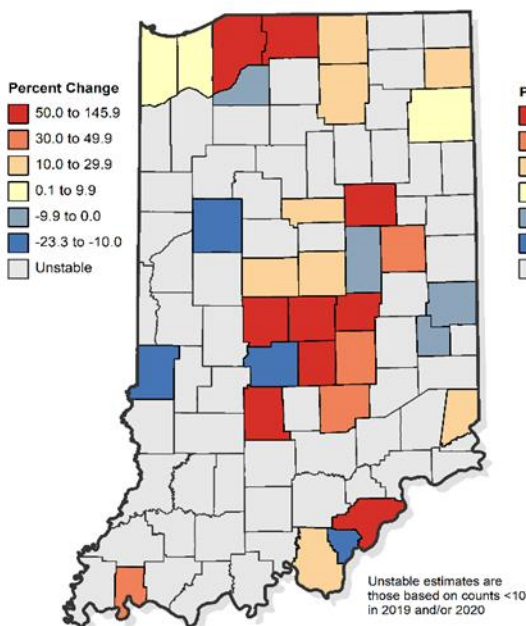 Percent Change
50.0 to 145.9
30.0 to 49.9
10.0 to 29.9
0.1 to 9.9
-9.9 to 0.0
-23.3 to -10.0
Unstable
P
Unstable estimates are
those based on counts <10
in 2019 and/or 2020